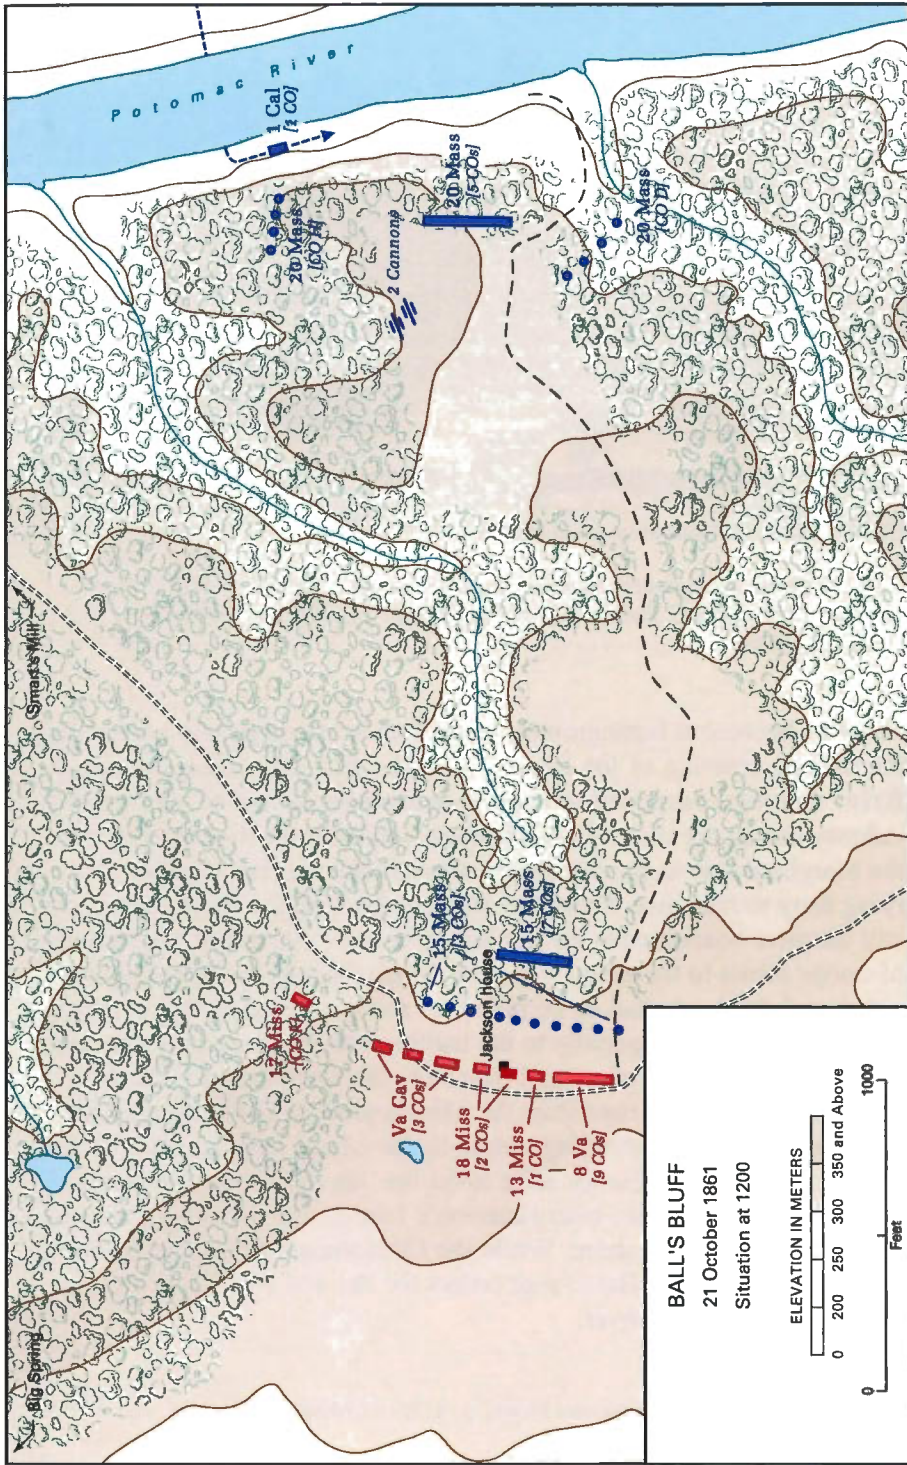 Potomac River
1 Cal
[1 CO]
20 Mass
[CO H]
2 Cannons
20 Mass
[5 COs]
20 Mass
[CO D]
Smart's Mill
15 Mass
[3 COs]
15 Mass
[7 COs]
Jackson House
17 Miss
[CO K]
Va Cav
[3 COs]
18 Miss
[2 COs]
13 Miss
[1 CO]
8 Va
[9 COs]
Big Spring
BALL'S BLUFF
21 October 1861
Situation at 1200
ELEVATION IN METERS
0 200 250 300 350 and Above
0 1000
Feet